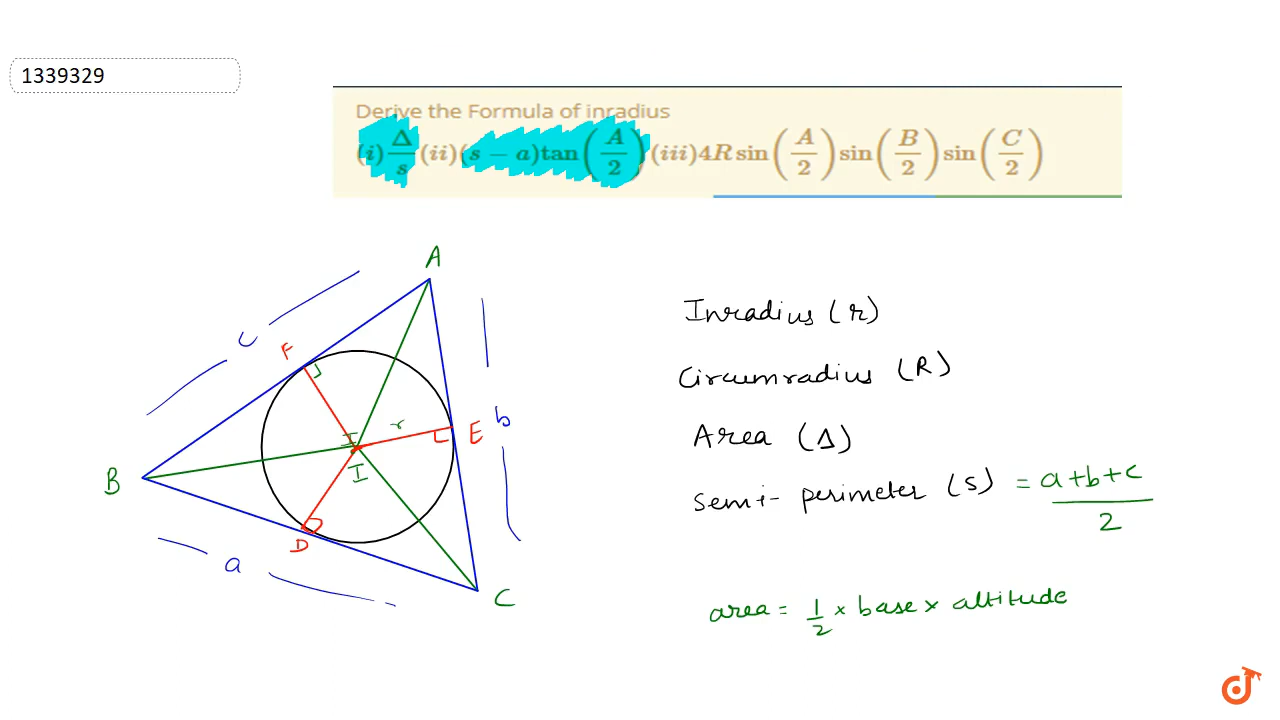 1339329
Derive the Formula of inradius
(i) Δ/s (ii)(s − a)tan(A/2) (iii)4R sin(A/2) sin(B/2) sin(C/2)
A
c
F
Inradius (r)
Circumradius (R)
r
b
E
I
Area (Δ)
I
B
Semi- perimeter (s) = a+b+c/2
D
a
C
area = 1/2 × base × altitude
d